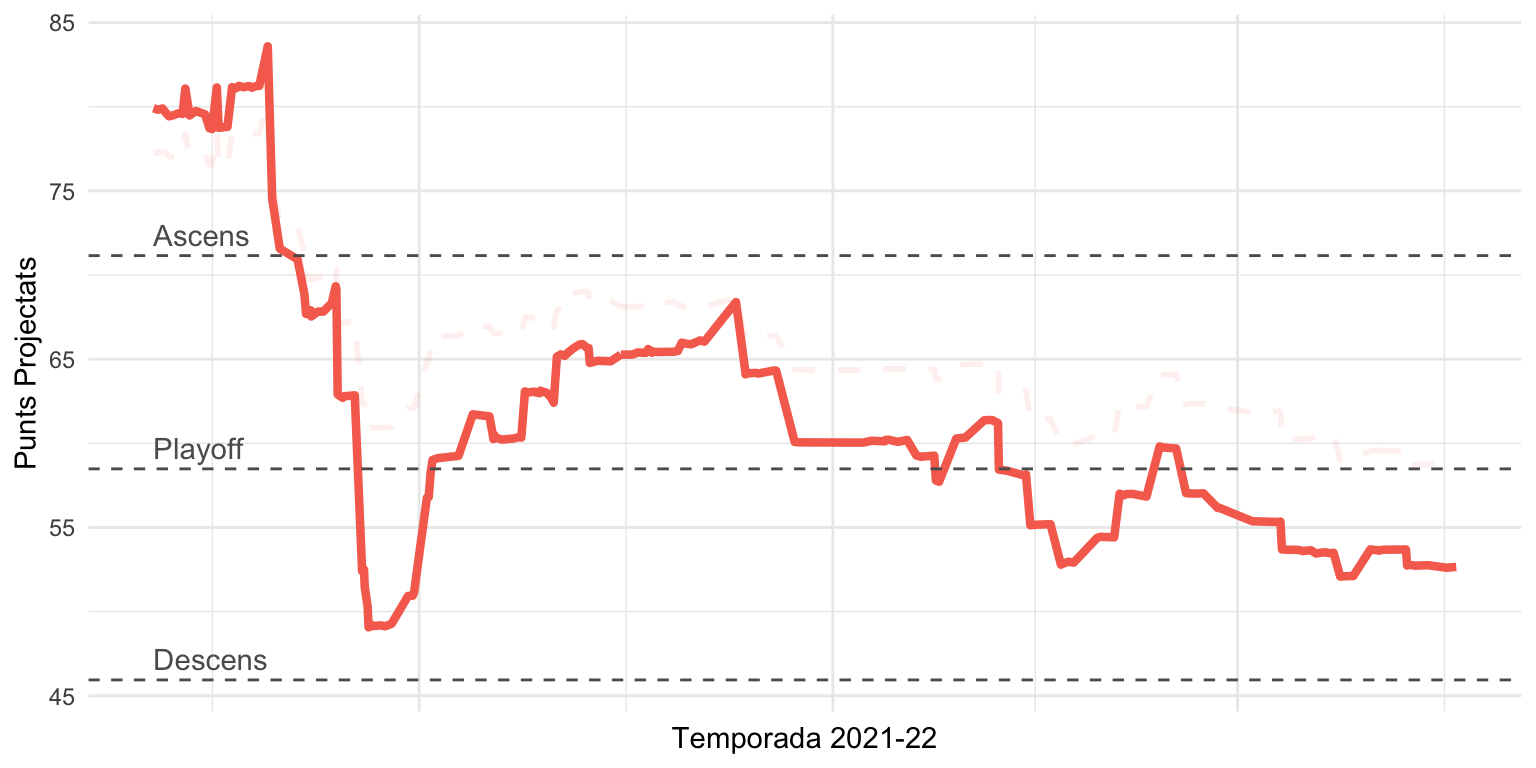 85
75
65
55
45
Punts Projectats
Ascens
Playoff
Descens
Temporada 2021-22